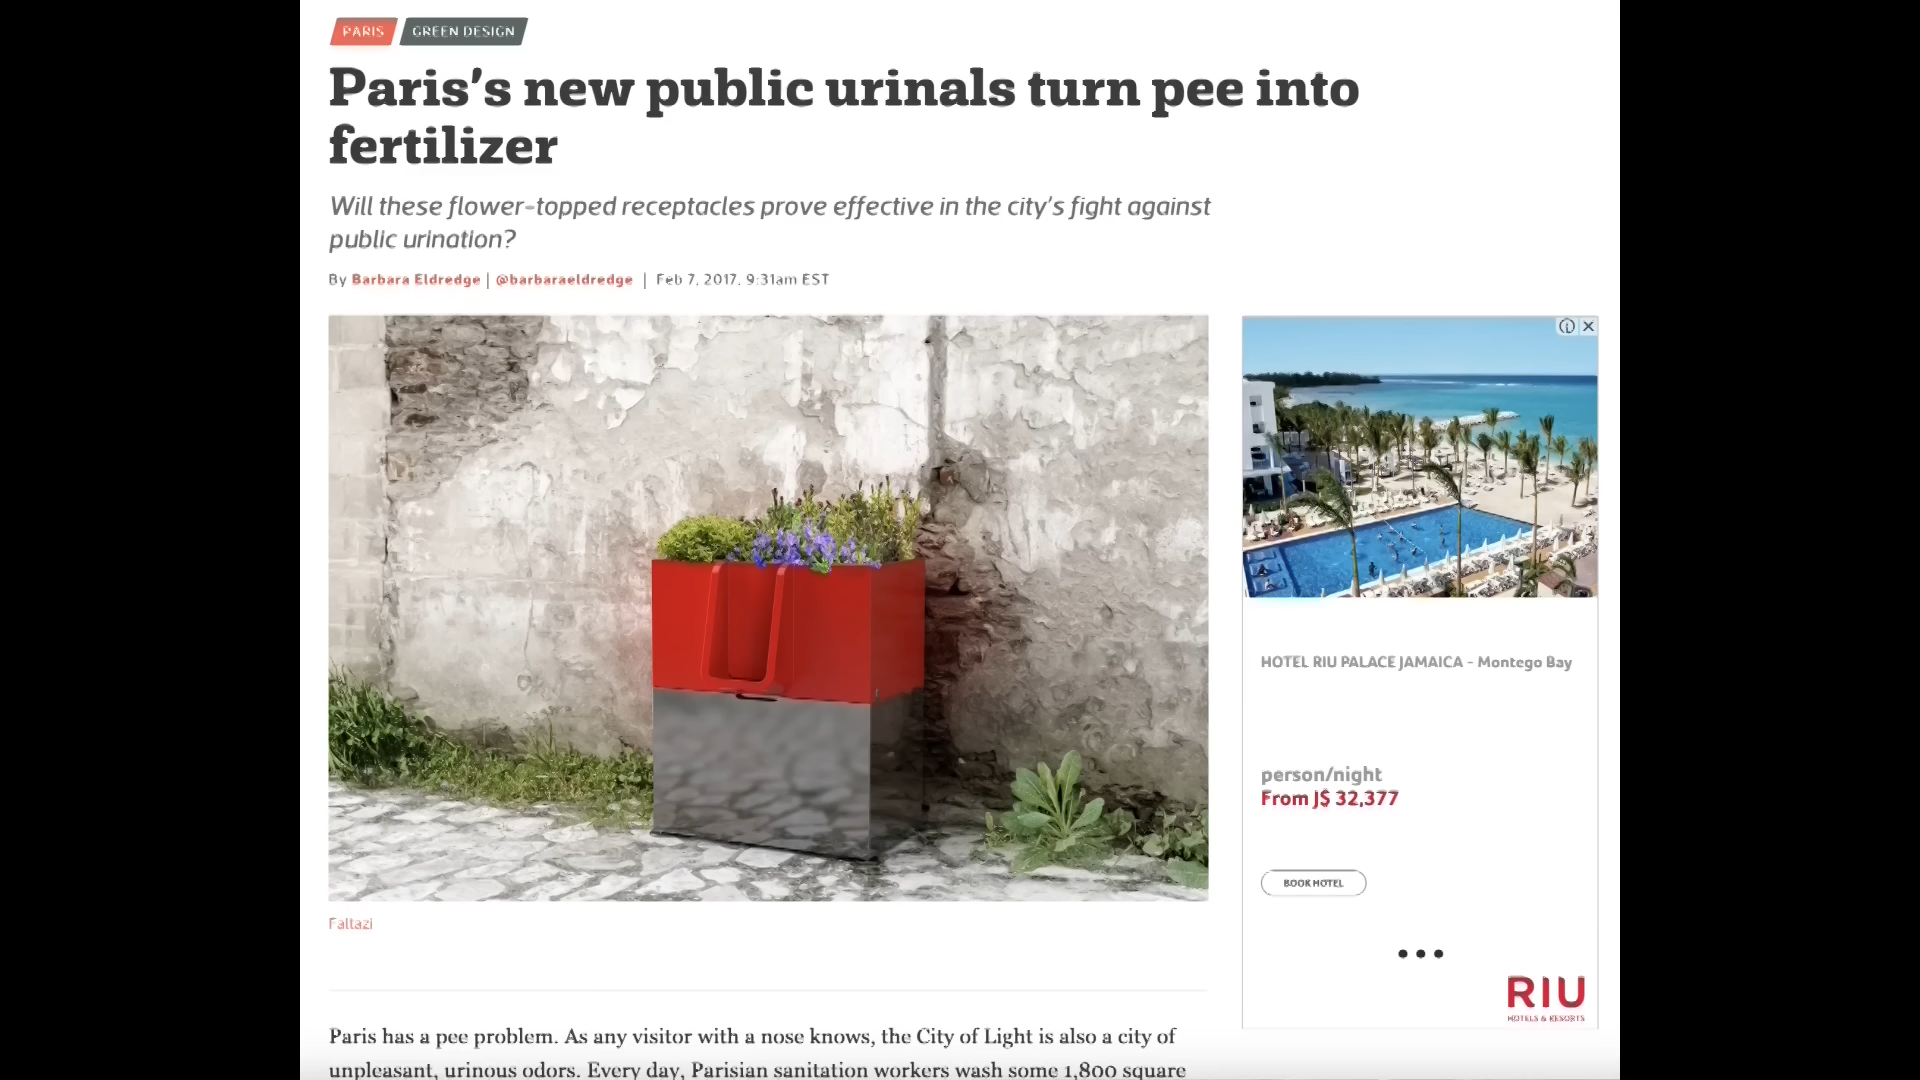 PARIS
GREEN DESIGN
Paris's new public urinals turn pee into
fertilizer
Will these flower-topped receptacles prove effective in the city's fight against
public urination?
By Barbara Eldredge | @barbaraeldredge | Feb 7, 2017, 9:31am EST
Faltazi
Paris has a pee problem. As any visitor with a nose knows, the City of Light is also a city of
unpleasant, urinous odors. Every day, Parisian sanitation workers wash some 1,800 square
HOTEL RIU PALACE JAMAICA - Montego Bay
person/night
From J$ 32,377
BOOK HOTEL
RIU
HOTELS & RESORTS